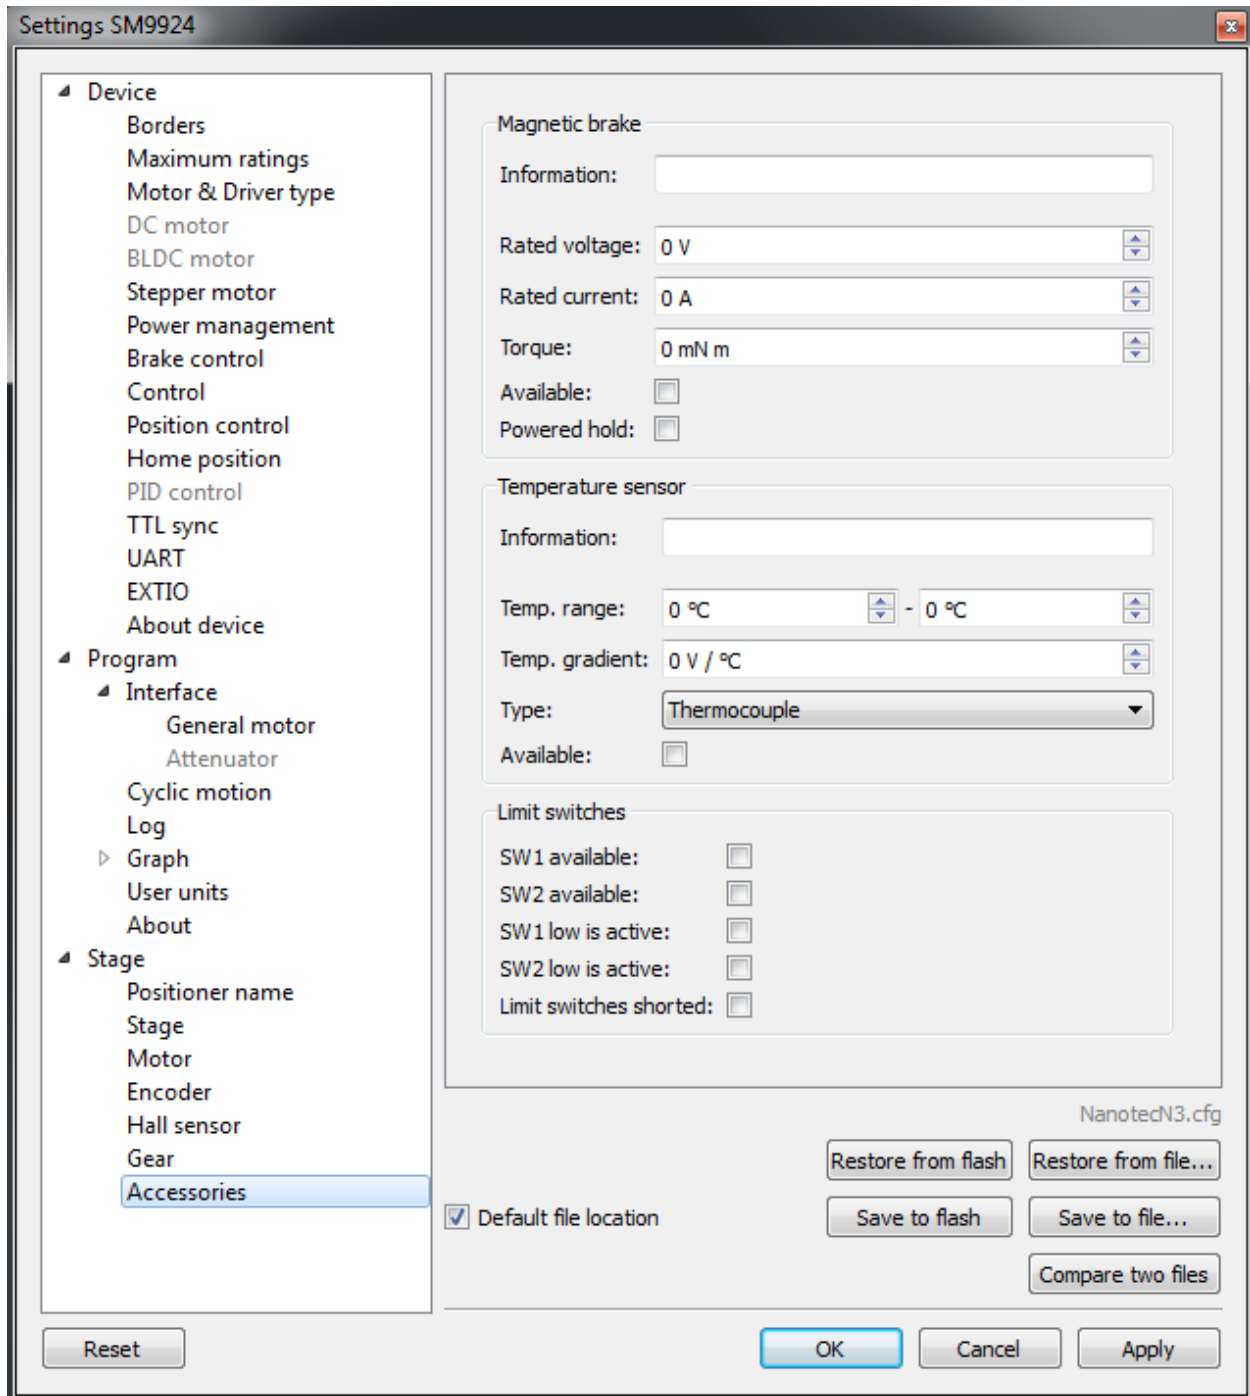 Settings SM9924
Device
Borders
Maximum ratings
Motor & Driver type
DC motor
BLDC motor
Stepper motor
Power management
Brake control
Control
Position control
Home position
PID control
TTL sync
UART
EXTIO
About device
Program
Interface
General motor
Attenuator
Cyclic motion
Log
Graph
User units
About
Stage
Positioner name
Stage
Motor
Encoder
Hall sensor
Gear
Accessories
Magnetic brake
Information:
Rated voltage: 0 V
Rated current: 0 A
Torque: 0 mN m
Available:
Powered hold:
Temperature sensor
Information:
Temp. range: 0 ºC - 0 ºC
Temp. gradient: 0 V / ºC
Type: Thermocouple
Available:
Limit switches
SW1 available:
SW2 available:
SW1 low is active:
SW2 low is active:
Limit switches shorted:
NanotecN3.cfg
Restore from flash Restore from file...
Default file location Save to flash Save to file...
Compare two files
Reset OK Cancel Apply